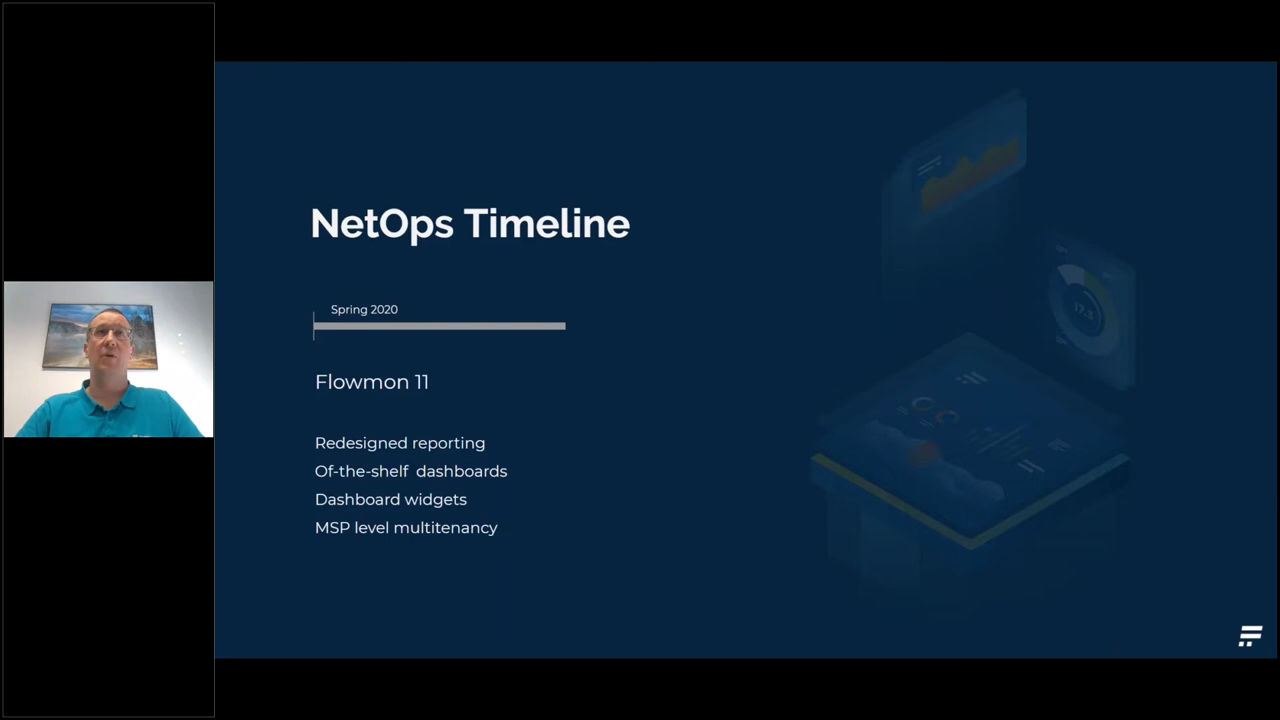 NetOps Timeline
Spring 2020
Flowmon 11
Redesigned reporting
Of-the-shelf dashboards
Dashboard widgets
MSP level multitenancy